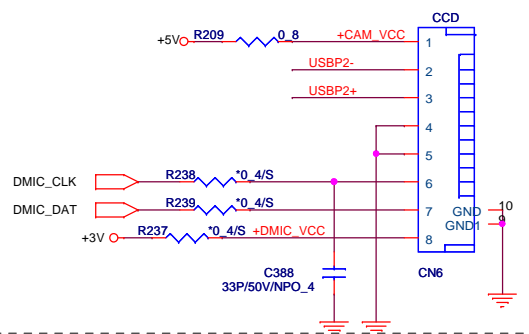 CCD
+5V R209 0_8 +CAM_VCC 1
USBP2- 2
USBP2+ 3
4
5
DMIC_CLK R238 *0_4/S 6
DMIC_DAT R239 *0_4/S 7
GND 10
GND1 9
+3V R237 *0_4/S +DMIC_VCC 8
C388 CN6
33P/50V/NPO_4